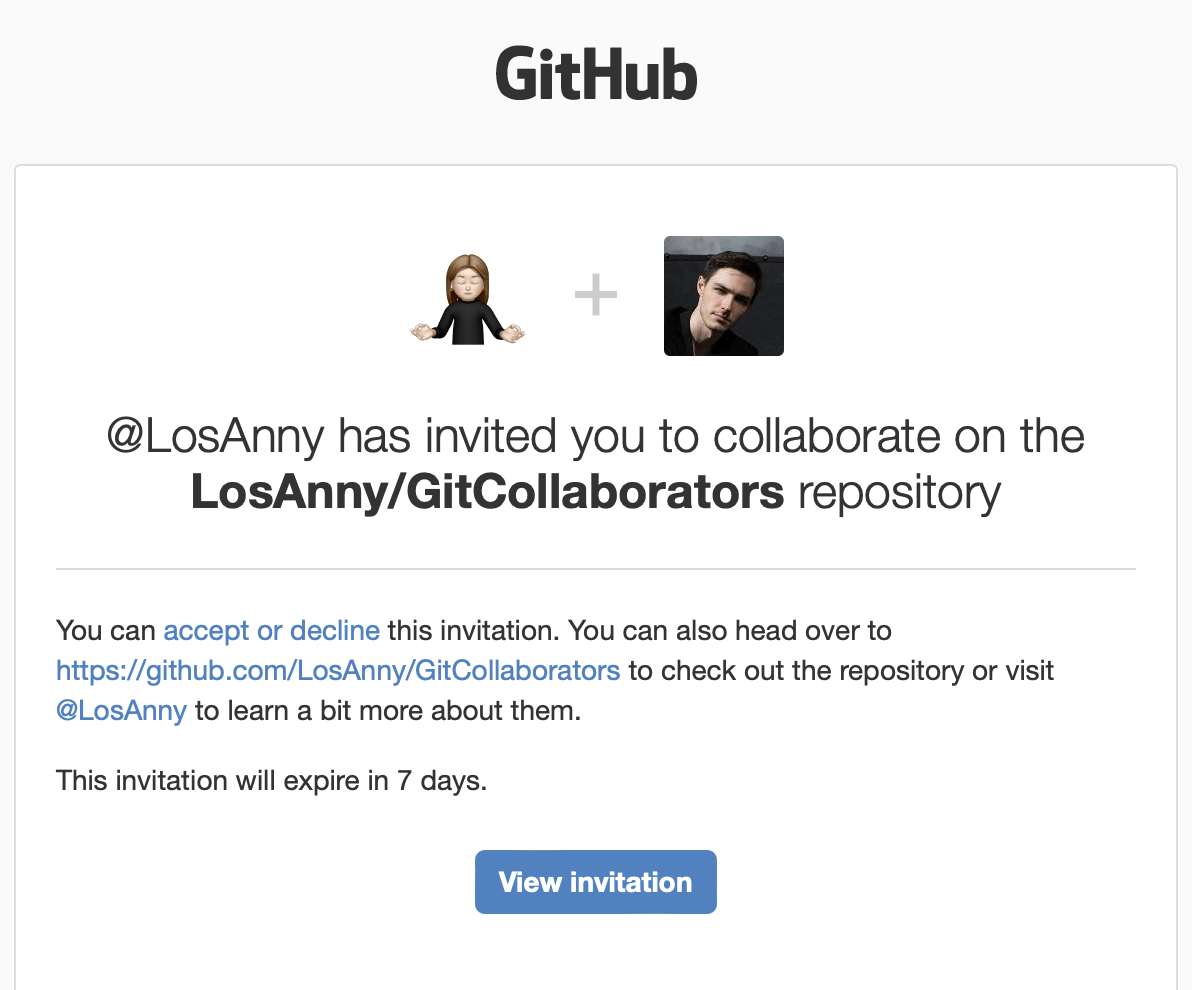 GitHub
@LosAnny has invited you to collaborate on the
LosAnny/GitCollaborators repository
You can accept or decline this invitation. You can also head over to
https://github.com/LosAnny/GitCollaborators to check out the repository or visit
@LosAnny to learn a bit more about them.
This invitation will expire in 7 days.
View invitation